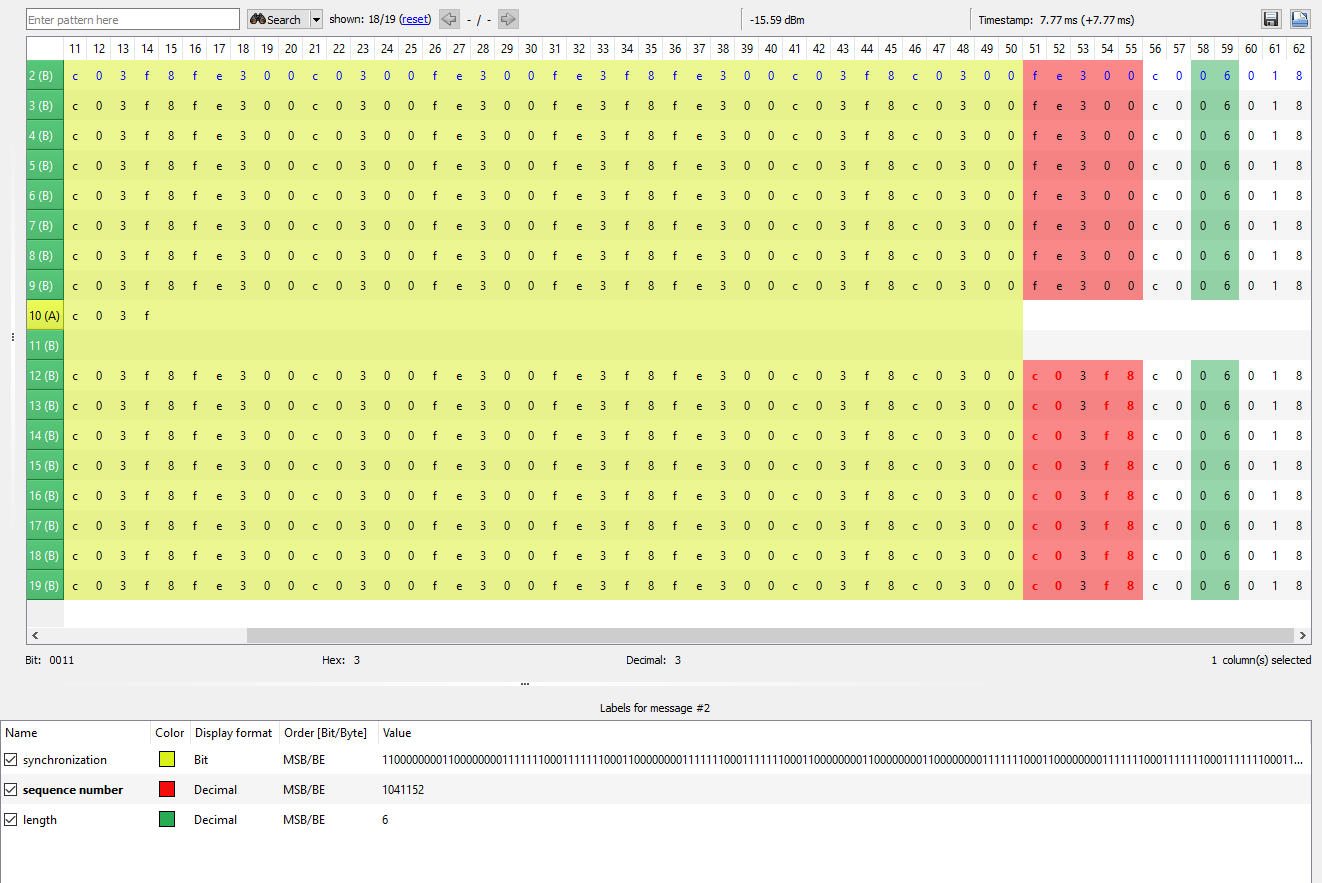 Enter pattern here Search shown: 18/19 (reset) - / - -15.59 dBm Timestamp: 7.77 ms (+7.77 ms)
11 12 13 14 15 16 17 18 19 20 21 22 23 24 25 26 27 28 29 30 31 32 33 34 35 36 37 38 39 40 41 42 43 44 45 46 47 48 49 50 51 52 53 54 55 56 57 58 59 60 61 62
2 (B) c 0 3 f 8 f e 3 0 0 c 0 3 0 0 f e 3 0 0 f e 3 f 8 f e 3 0 0 c 0 3 f 8 c 0 3 0 0 f e 3 0 0 c 0 0 6 0 1 8
3 (B) c 0 3 f 8 f e 3 0 0 c 0 3 0 0 f e 3 0 0 f e 3 f 8 f e 3 0 0 c 0 3 f 8 c 0 3 0 0 f e 3 0 0 c 0 0 6 0 1 8
4 (B) c 0 3 f 8 f e 3 0 0 c 0 3 0 0 f e 3 0 0 f e 3 f 8 f e 3 0 0 c 0 3 f 8 c 0 3 0 0 f e 3 0 0 c 0 0 6 0 1 8
5 (B) c 0 3 f 8 f e 3 0 0 c 0 3 0 0 f e 3 0 0 f e 3 f 8 f e 3 0 0 c 0 3 f 8 c 0 3 0 0 f e 3 0 0 c 0 0 6 0 1 8
6 (B) c 0 3 f 8 f e 3 0 0 c 0 3 0 0 f e 3 0 0 f e 3 f 8 f e 3 0 0 c 0 3 f 8 c 0 3 0 0 f e 3 0 0 c 0 0 6 0 1 8
7 (B) c 0 3 f 8 f e 3 0 0 c 0 3 0 0 f e 3 0 0 f e 3 f 8 f e 3 0 0 c 0 3 f 8 c 0 3 0 0 f e 3 0 0 c 0 0 6 0 1 8
8 (B) c 0 3 f 8 f e 3 0 0 c 0 3 0 0 f e 3 0 0 f e 3 f 8 f e 3 0 0 c 0 3 f 8 c 0 3 0 0 f e 3 0 0 c 0 0 6 0 1 8
9 (B) c 0 3 f 8 f e 3 0 0 c 0 3 0 0 f e 3 0 0 f e 3 f 8 f e 3 0 0 c 0 3 f 8 c 0 3 0 0 f e 3 0 0 c 0 0 6 0 1 8
10 (A) c 0 3 f
11 (B)
12 (B) c 0 3 f 8 f e 3 0 0 c 0 3 0 0 f e 3 0 0 f e 3 f 8 f e 3 0 0 c 0 3 f 8 c 0 3 0 0 c 0 3 f 8 c 0 0 6 0 1 8
13 (B) c 0 3 f 8 f e 3 0 0 c 0 3 0 0 f e 3 0 0 f e 3 f 8 f e 3 0 0 c 0 3 f 8 c 0 3 0 0 c 0 3 f 8 c 0 0 6 0 1 8
14 (B) c 0 3 f 8 f e 3 0 0 c 0 3 0 0 f e 3 0 0 f e 3 f 8 f e 3 0 0 c 0 3 f 8 c 0 3 0 0 c 0 3 f 8 c 0 0 6 0 1 8
15 (B) c 0 3 f 8 f e 3 0 0 c 0 3 0 0 f e 3 0 0 f e 3 f 8 f e 3 0 0 c 0 3 f 8 c 0 3 0 0 c 0 3 f 8 c 0 0 6 0 1 8
16 (B) c 0 3 f 8 f e 3 0 0 c 0 3 0 0 f e 3 0 0 f e 3 f 8 f e 3 0 0 c 0 3 f 8 c 0 3 0 0 c 0 3 f 8 c 0 0 6 0 1 8
17 (B) c 0 3 f 8 f e 3 0 0 c 0 3 0 0 f e 3 0 0 f e 3 f 8 f e 3 0 0 c 0 3 f 8 c 0 3 0 0 c 0 3 f 8 c 0 0 6 0 1 8
18 (B) c 0 3 f 8 f e 3 0 0 c 0 3 0 0 f e 3 0 0 f e 3 f 8 f e 3 0 0 c 0 3 f 8 c 0 3 0 0 c 0 3 f 8 c 0 0 6 0 1 8
19 (B) c 0 3 f 8 f e 3 0 0 c 0 3 0 0 f e 3 0 0 f e 3 f 8 f e 3 0 0 c 0 3 f 8 c 0 3 0 0 c 0 3 f 8 c 0 0 6 0 1 8
Bit: 0011 Hex: 3 Decimal: 3 1 column(s) selected
Labels for message #2
Name Color Display format Order [Bit/Byte] Value
synchronization Bit MSB/BE 11000000001100000000111111100011111110001100000000111111100011111110001100000000110000000011000000001111111000110000000011111110001111111000111111100011...
sequence number Decimal MSB/BE 1041152
length Decimal MSB/BE 6